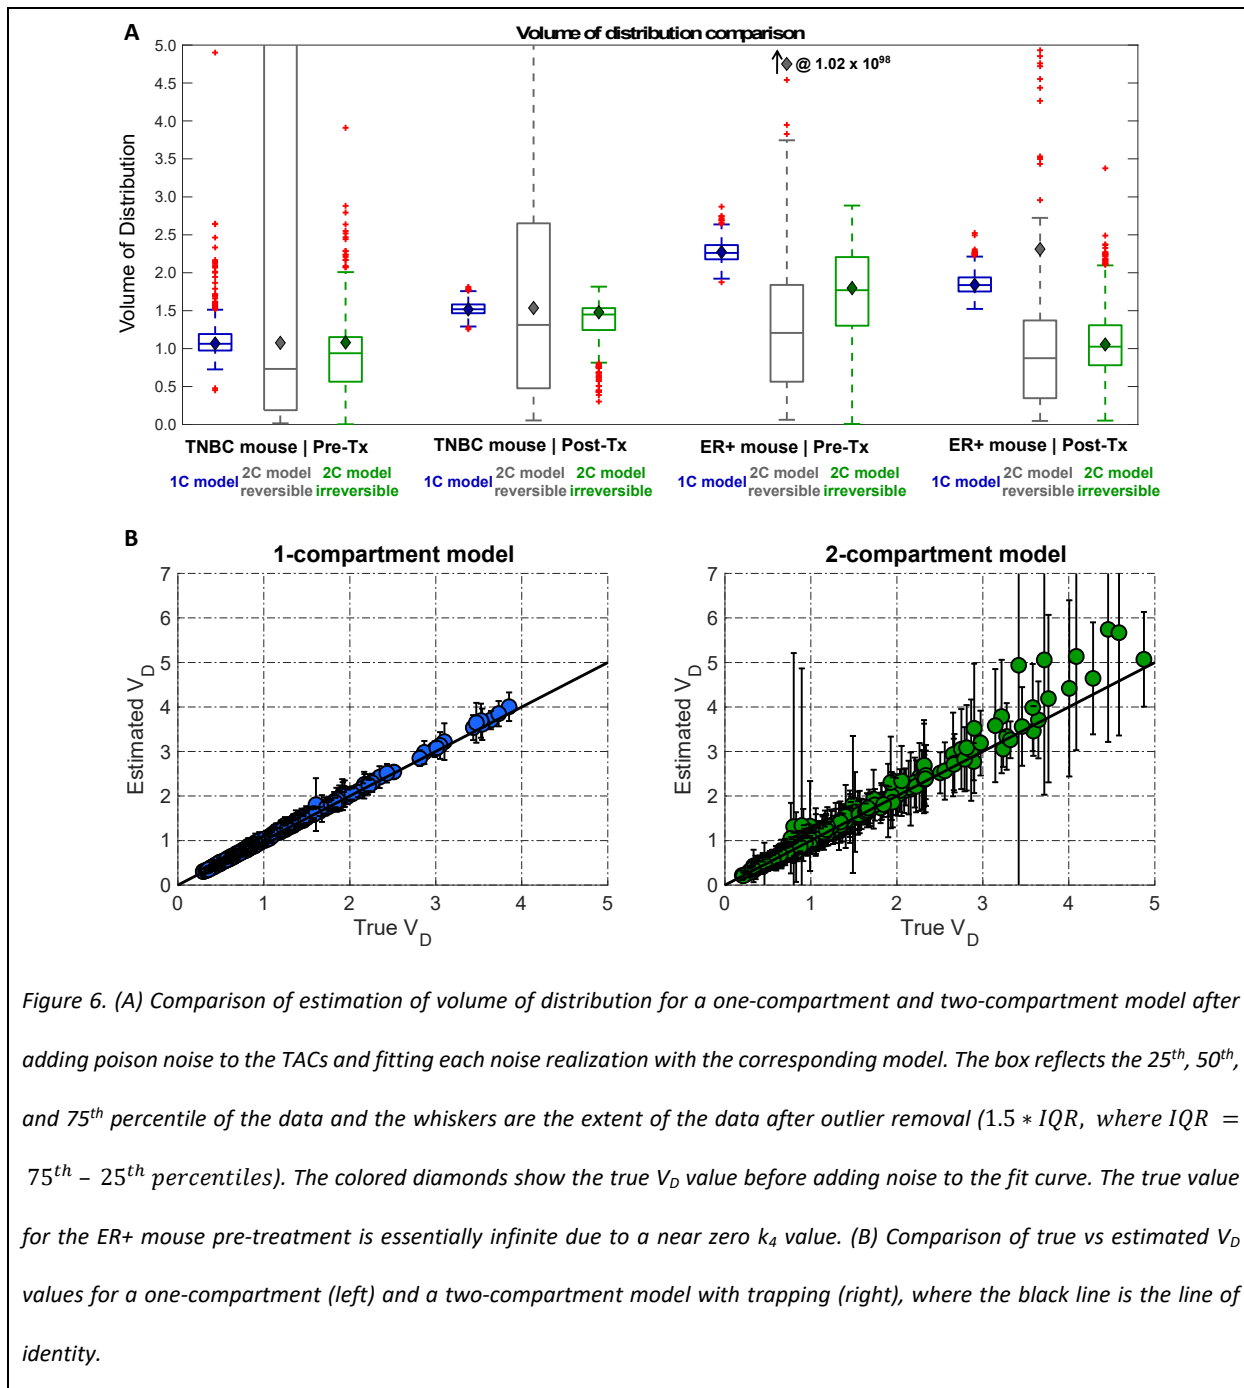 A
Volume of distribution comparison
5.0
4.5
4.0
3.5
3.0
2.5
2.0
1.5
1.0
0.5
0.0
Volume of Distribution
@ 1.02 x 10^98
TNBC mouse | Pre-Tx
TNBC mouse | Post-Tx
ER+ mouse | Pre-Tx
ER+ mouse | Post-Tx
1C model
2C model
reversible
2C model
irreversible
1C model
2C model
reversible
2C model
irreversible
1C model
2C model
reversible
2C model
irreversible
1C model
2C model
reversible
2C model
irreversible
B
1-compartment model
7
6
5
4
3
2
1
0
Estimated V_D
0 1 2 3 4 5
True V_D
2-compartment model
7
6
5
4
3
2
1
0
Estimated V_D
0 1 2 3 4 5
True V_D
Figure 6. (A) Comparison of estimation of volume of distribution for a one-compartment and two-compartment model after
adding poison noise to the TACs and fitting each noise realization with the corresponding model. The box reflects the 25th, 50th,
and 75th percentile of the data and the whiskers are the extent of the data after outlier removal (1.5 * IQR, where IQR =
75th – 25th percentiles). The colored diamonds show the true VD value before adding noise to the fit curve. The true value
for the ER+ mouse pre-treatment is essentially infinite due to a near zero k4 value. (B) Comparison of true vs estimated VD
values for a one-compartment (left) and a two-compartment model with trapping (right), where the black line is the line of
identity.